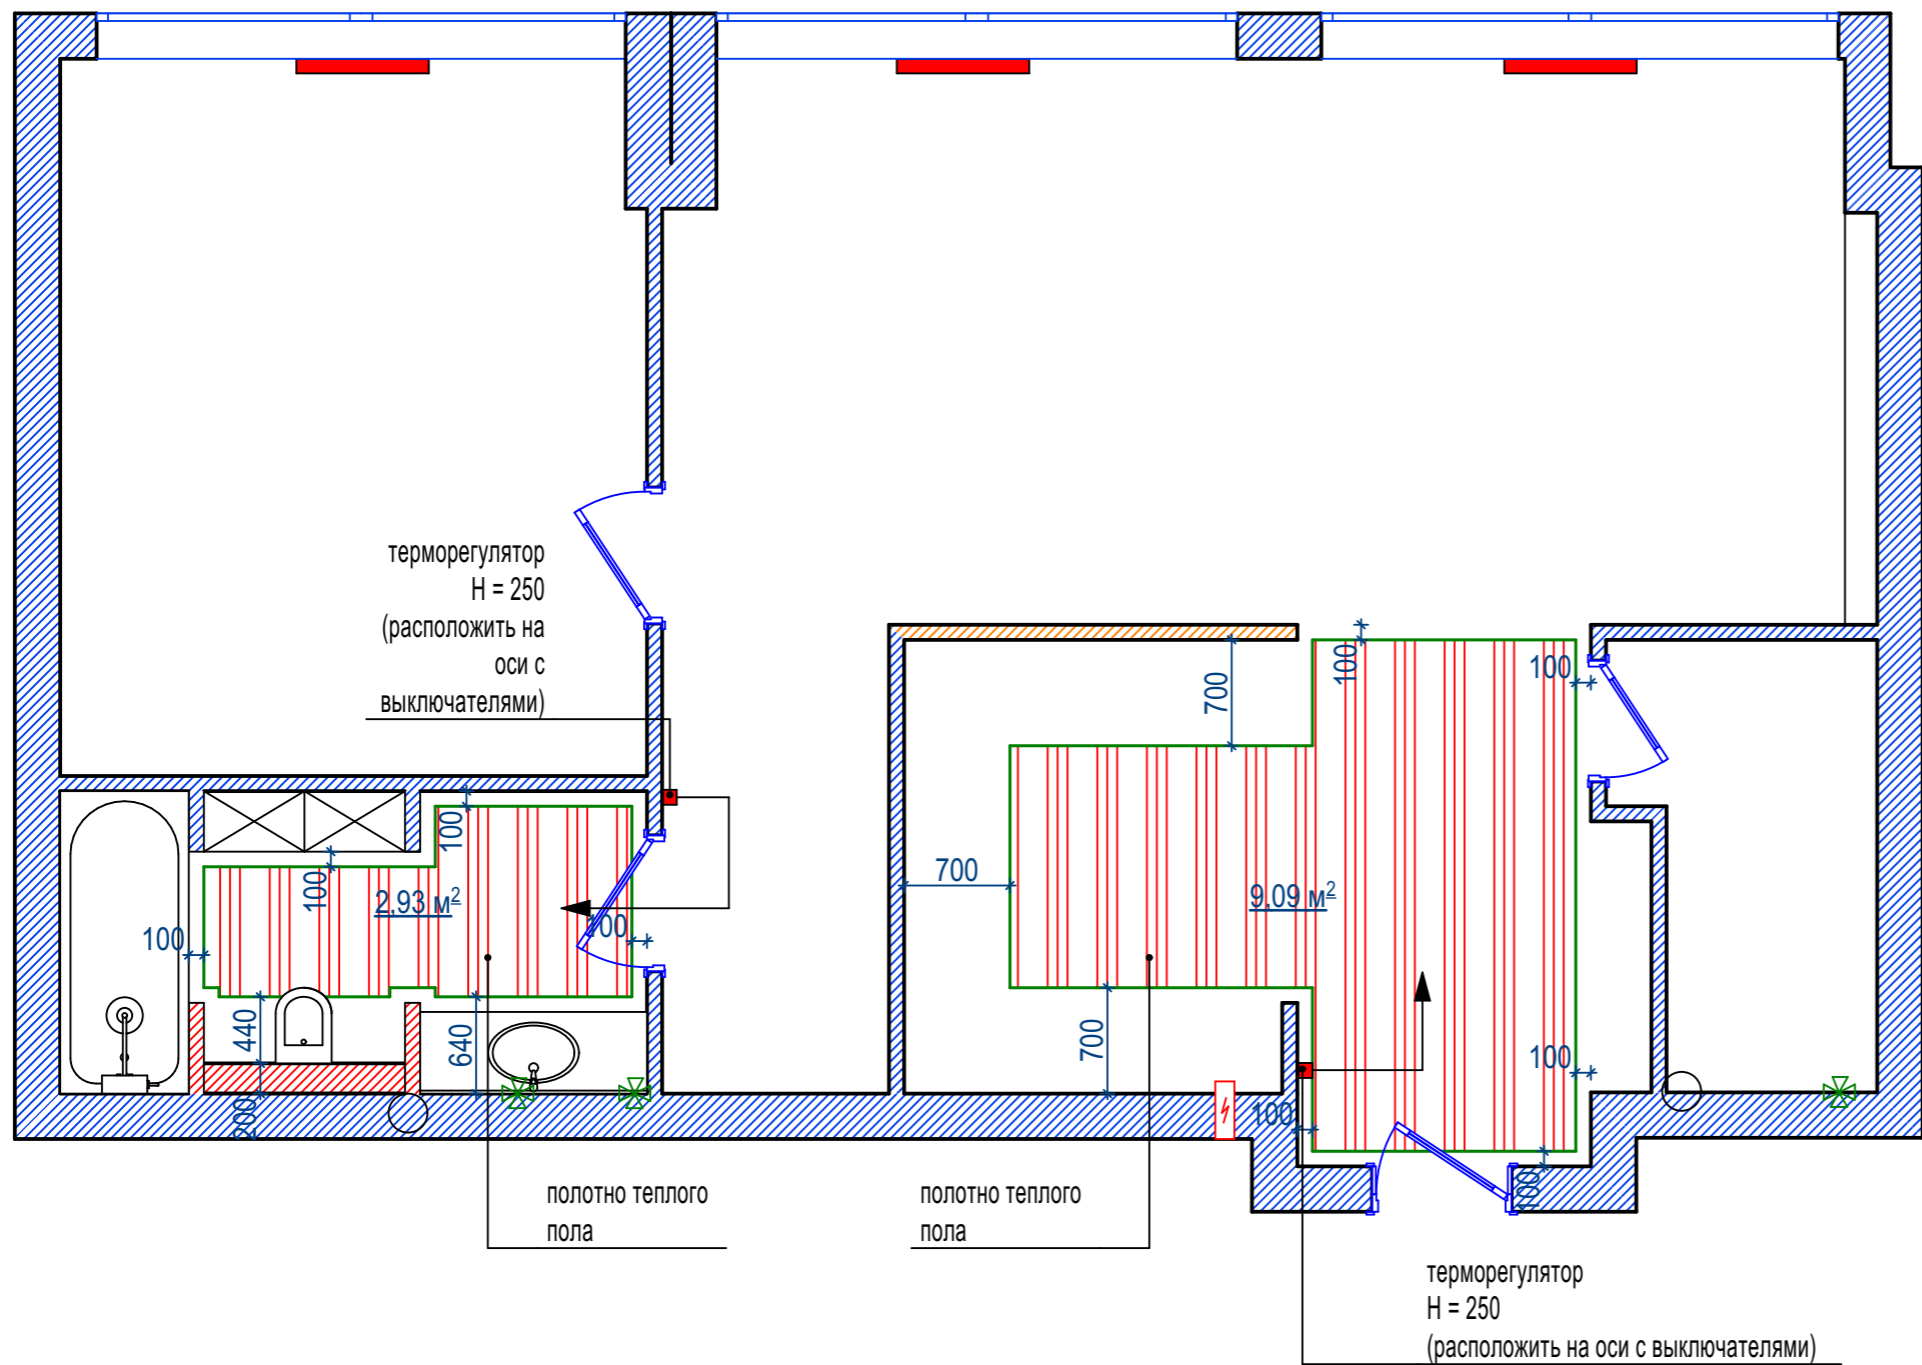 терморегулятор
H = 250
(расположить на
оси с
выключателями)
100
100
2,93 м²
100
100
440
640
200
700
100
100
700
9,09 м²
700
100
100
100
полотно теплого
пола
полотно теплого
пола
терморегулятор
H = 250
(расположить на оси с выключателями)